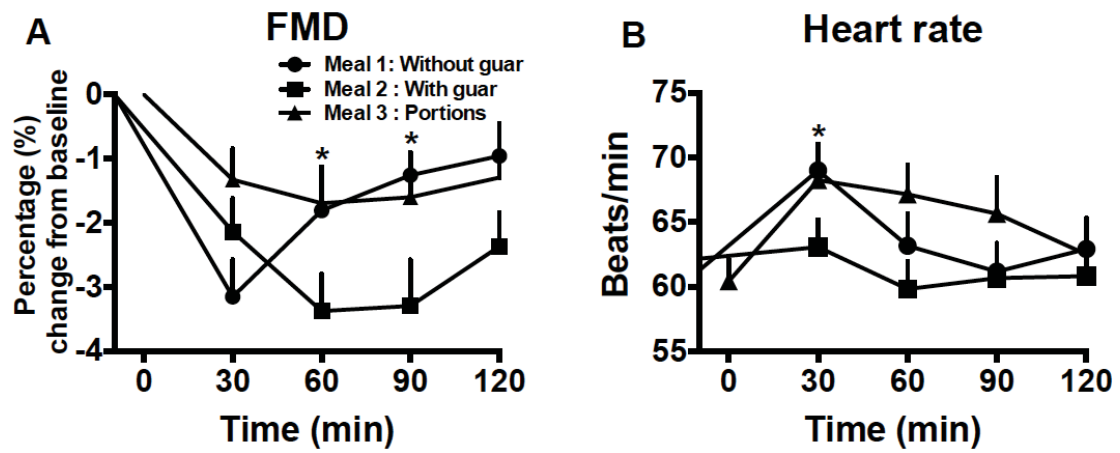 A
FMD
Meal 1: Without guar
Meal 2 : With guar
Meal 3 : Portions
Percentage (%)
change from baseline
0
-1
-2
-3
-4
*
*
0 30 60 90 120
Time (min)
B
Heart rate
Beats/min
75
70
65
60
55
*
0 30 60 90 120
Time (min)